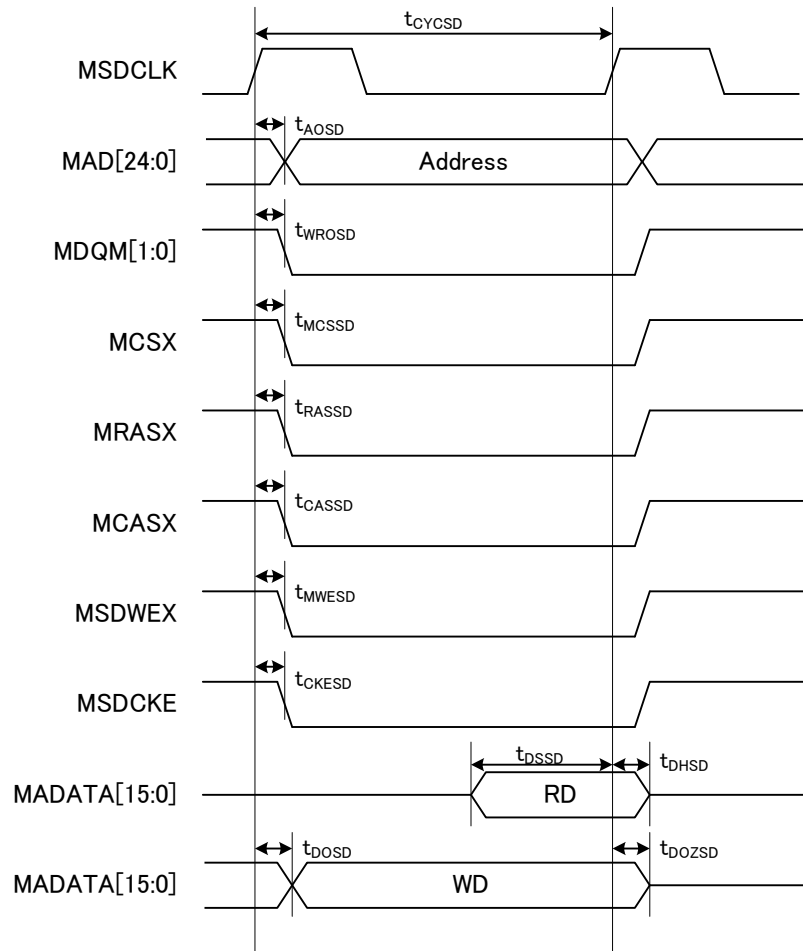 tCYCSD
MSDCLK
tAOSD
MAD[24:0]
Address
tWROSD
MDQM[1:0]
tMCSSD
MCSX
tRASSD
MRASX
tCASSD
MCASX
tMWESD
MSDWEX
tCKESD
MSDCKE
tDSSD
tDHSD
MADATA[15:0]
RD
tDOSD
tDOZSD
MADATA[15:0]
WD